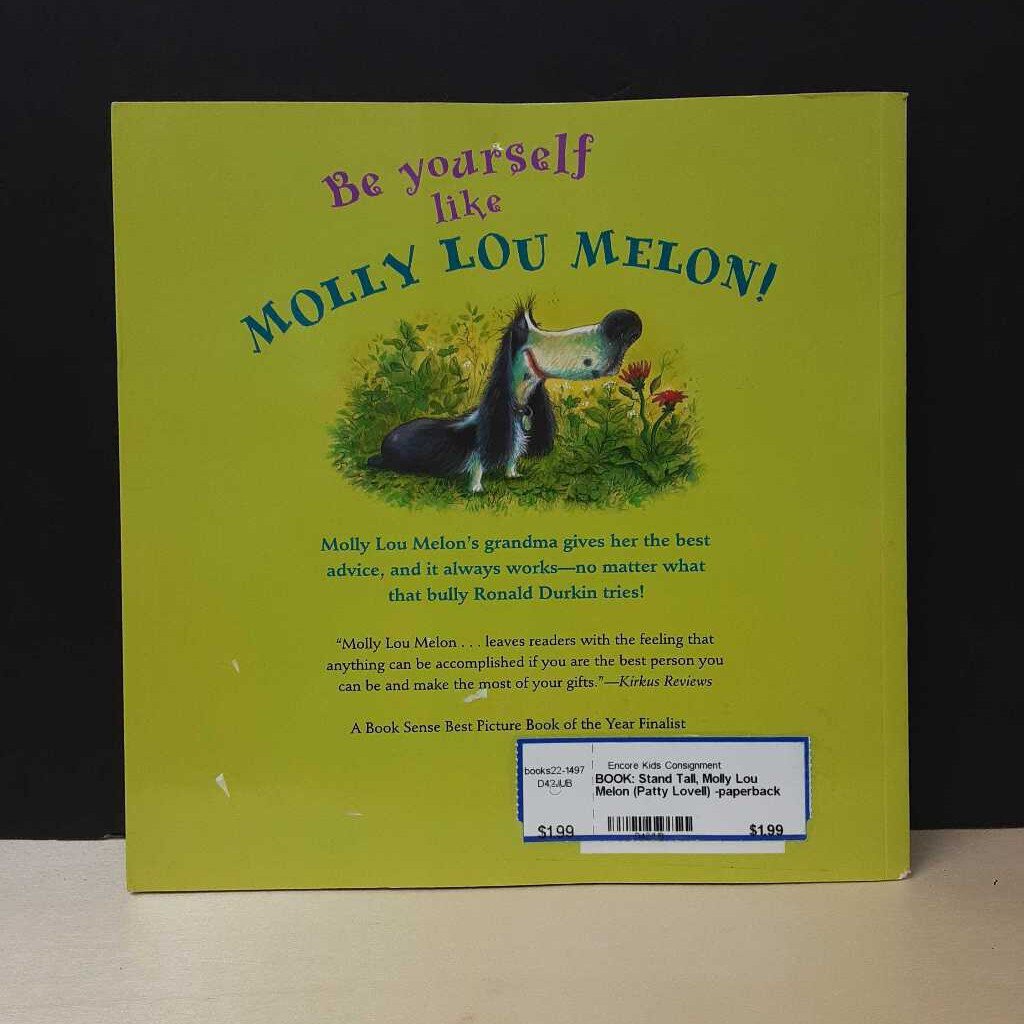 Be yourself
like
MOLLY LOU MELON!
Molly Lou Melon's grandma gives her the best
advice, and it always works—no matter what
that bully Ronald Durkin tries!
“Molly Lou Melon . . . leaves readers with the feeling that
anything can be accomplished if you are the best person you
can be and make the most of your gifts.”—Kirkus Reviews
A Book Sense Best Picture Book of the Year Finalist
books22-1497
Encore Kids Consignment
BOOK: Stand Tall, Molly Lou
Melon (Patty Lovell) -paperback
$1.99
$1.99